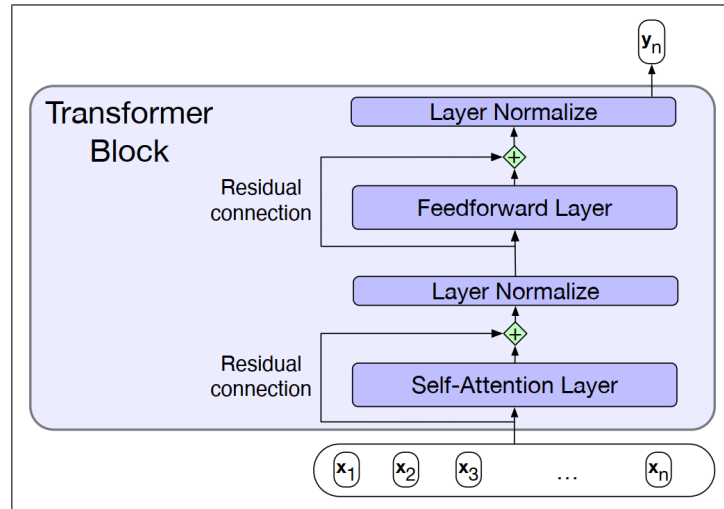 yn
Transformer
Block
Layer Normalize
+
Residual
connection
Feedforward Layer
Layer Normalize
+
Residual
connection
Self-Attention Layer
x1 x2 x3 ... xn